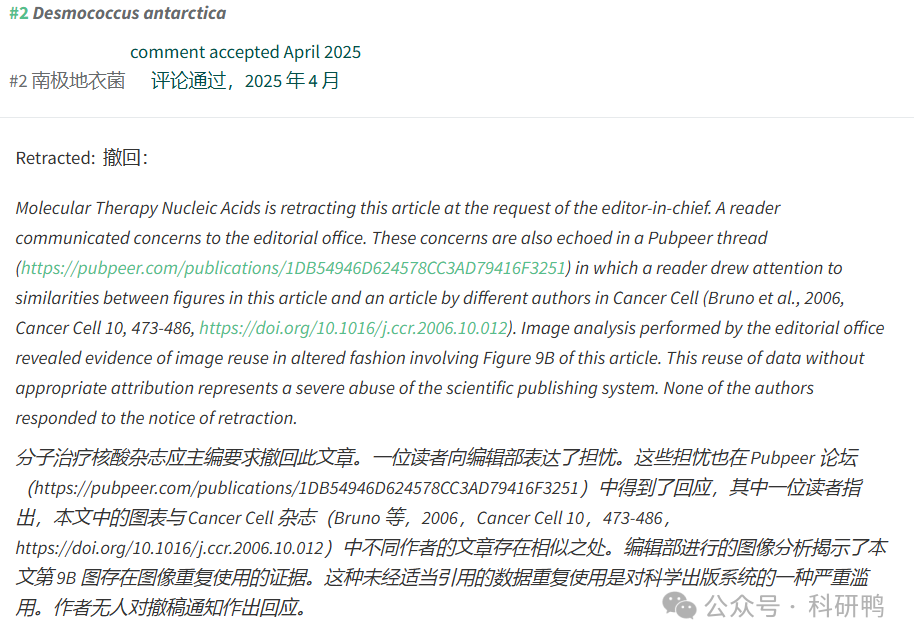 #2 Desmococcus antarctica
comment accepted April 2025
#2 南极地衣菌 评论通过，2025 年 4 月
Retracted: 撤回：
Molecular Therapy Nucleic Acids is retracting this article at the request of the editor-in-chief. A reader
communicated concerns to the editorial office. These concerns are also echoed in a Pubpeer thread
(https://pubpeer.com/publications/1DB54946D624578CC3AD79416F3251) in which a reader drew attention to
similarities between figures in this article and an article by different authors in Cancer Cell (Bruno et al., 2006,
Cancer Cell 10, 473-486, https://doi.org/10.1016/j.ccr.2006.10.012). Image analysis performed by the editorial office
revealed evidence of image reuse in altered fashion involving Figure 9B of this article. This reuse of data without
appropriate attribution represents a severe abuse of the scientific publishing system. None of the authors
responded to the notice of retraction.
分子治疗核酸杂志应主编要求撤回此文章。一位读者向编辑部表达了担忧。这些担忧也在 Pubpeer 论坛
（https://pubpeer.com/publications/1DB54946D624578CC3AD79416F3251）中得到了回应，其中一位读者指
出，本文中的图表与 Cancer Cell 杂志（Bruno 等，2006，Cancer Cell 10，473-486，
https://doi.org/10.1016/j.ccr.2006.10.012）中不同作者的文章存在相似之处。编辑部进行的图像分析揭示了本
文第 9B 图存在图像重复使用的证据。这种未经适当引用的数据重复使用是对科学出版系统的一种严重滥
用。作者无人对撤稿通知作出回应。
公众号 · 科研鸭